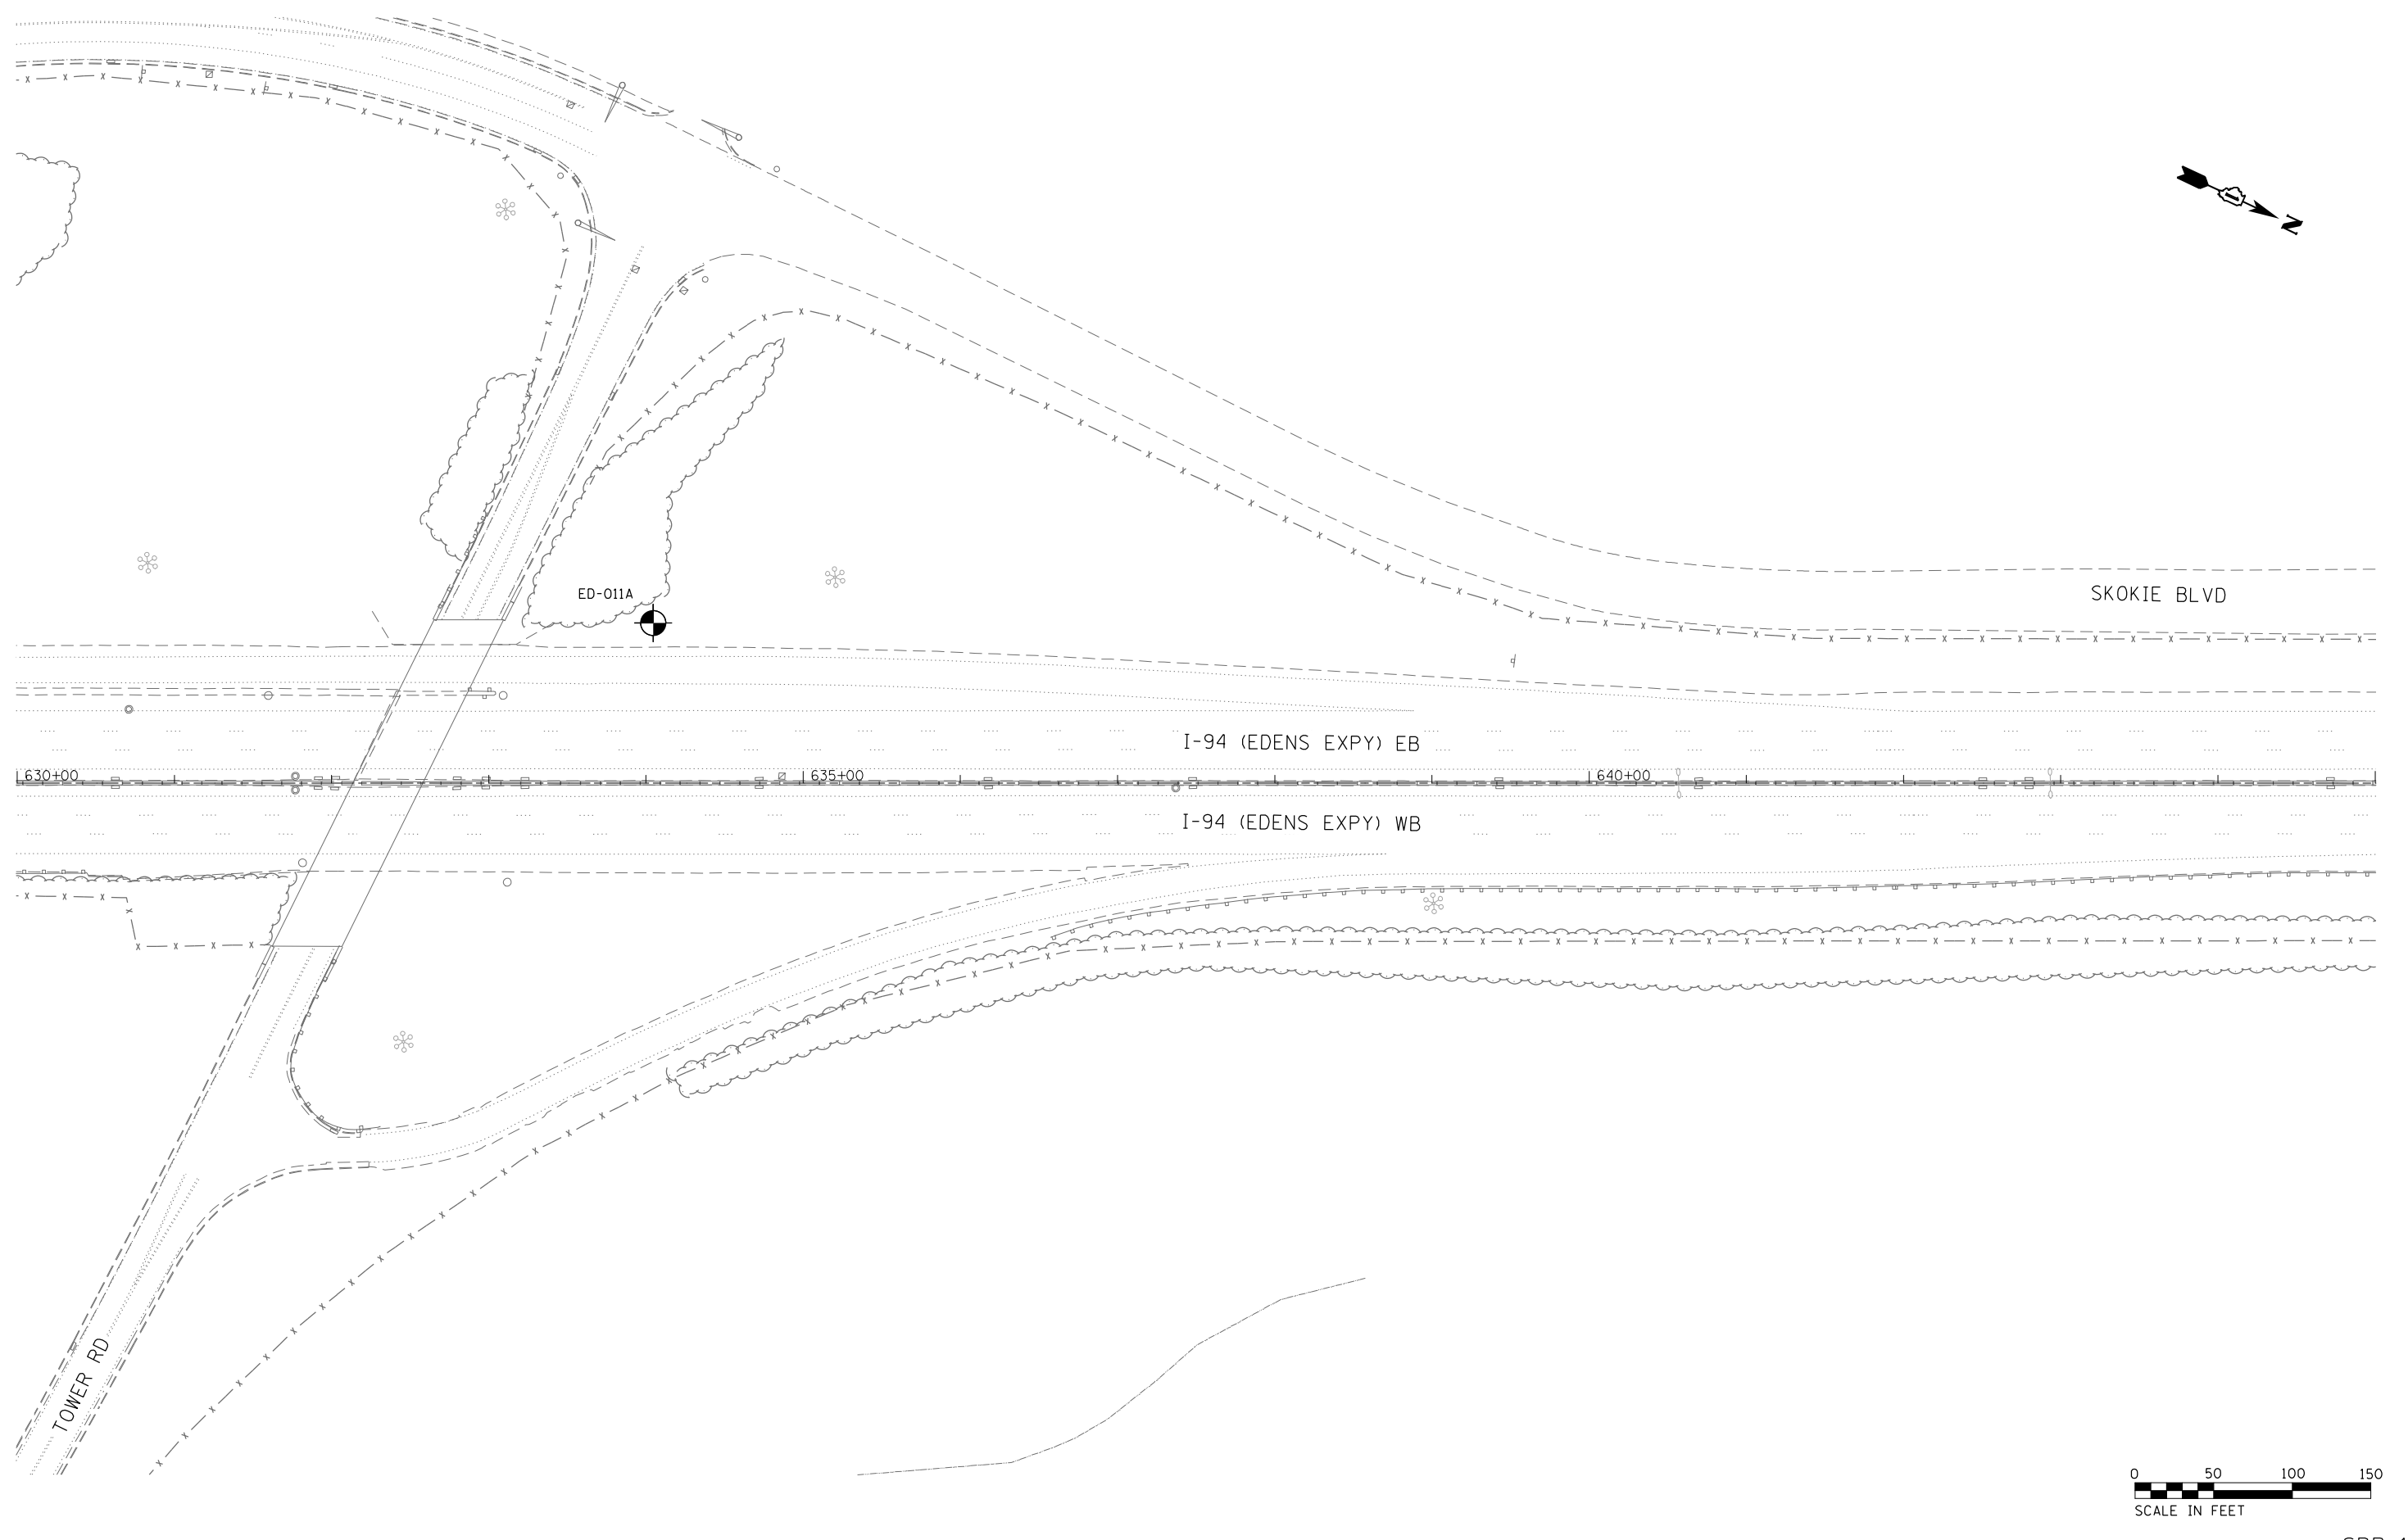 N
ED-011A
SKOKIE BLVD
I-94 (EDENS EXPY) EB
630+00
635+00
640+00
I-94 (EDENS EXPY) WB
TOWER RD
0 50 100 150
SCALE IN FEET